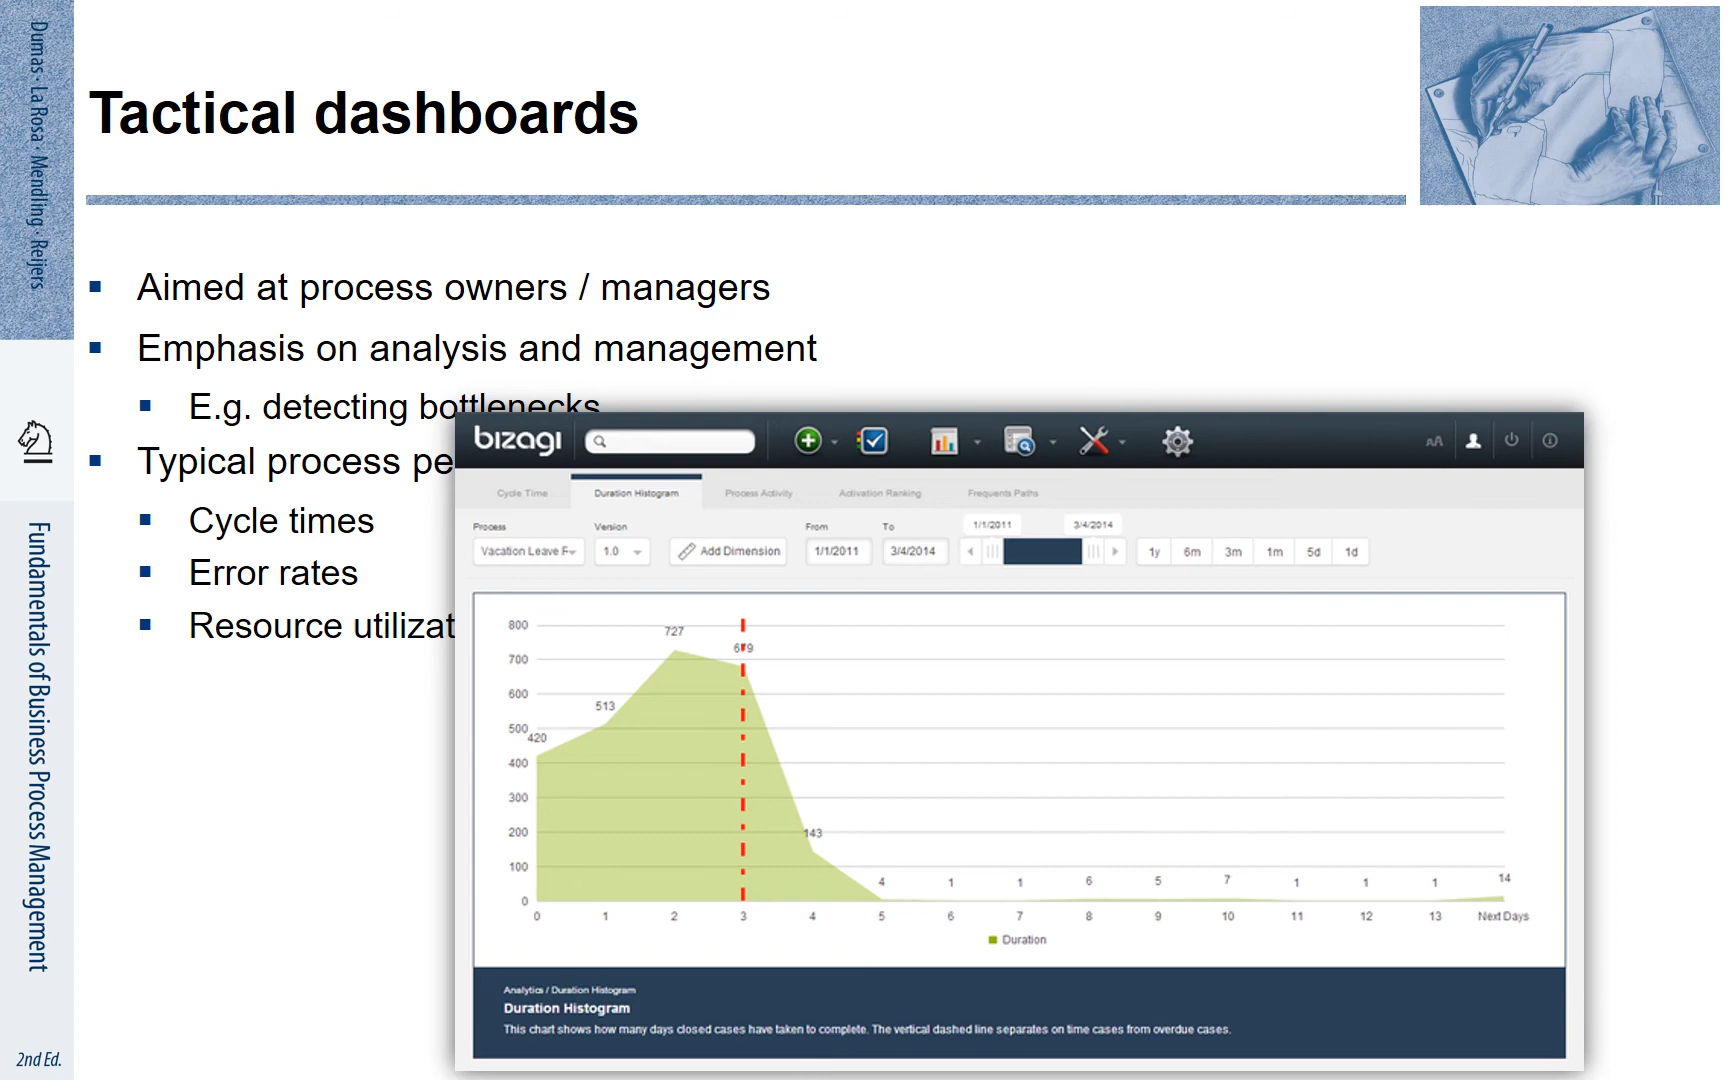 Dumas · La Rosa · Mendling · Reijers
Fundamentals of Business Process Management
2nd Ed.
Tactical dashboards
Aimed at process owners / managers
Emphasis on analysis and management
E.g. detecting bottlenecks
Typical process pe
Cycle times
Error rates
Resource utilizat
bizagi
AA
Cycle Time Duration Histogram Process Activity Activation Ranking Frequents Paths
Process Version From To 1/1/2011 3/4/2014
Vacation Leave F 1.0 Add Dimension 1/1/2011 3/4/2014 1y 6m 3m 1m 5d 1d
800
700
600
500
400
300
200
100
0
420 513 727 679 143 4 1 1 6 5 7 1 1 1 14
0 1 2 3 4 5 6 7 8 9 10 11 12 13 Next Days
Duration
Analytics / Duration Histogram
Duration Histogram
This chart shows how many days closed cases have taken to complete. The vertical dashed line separates on time cases from overdue cases.